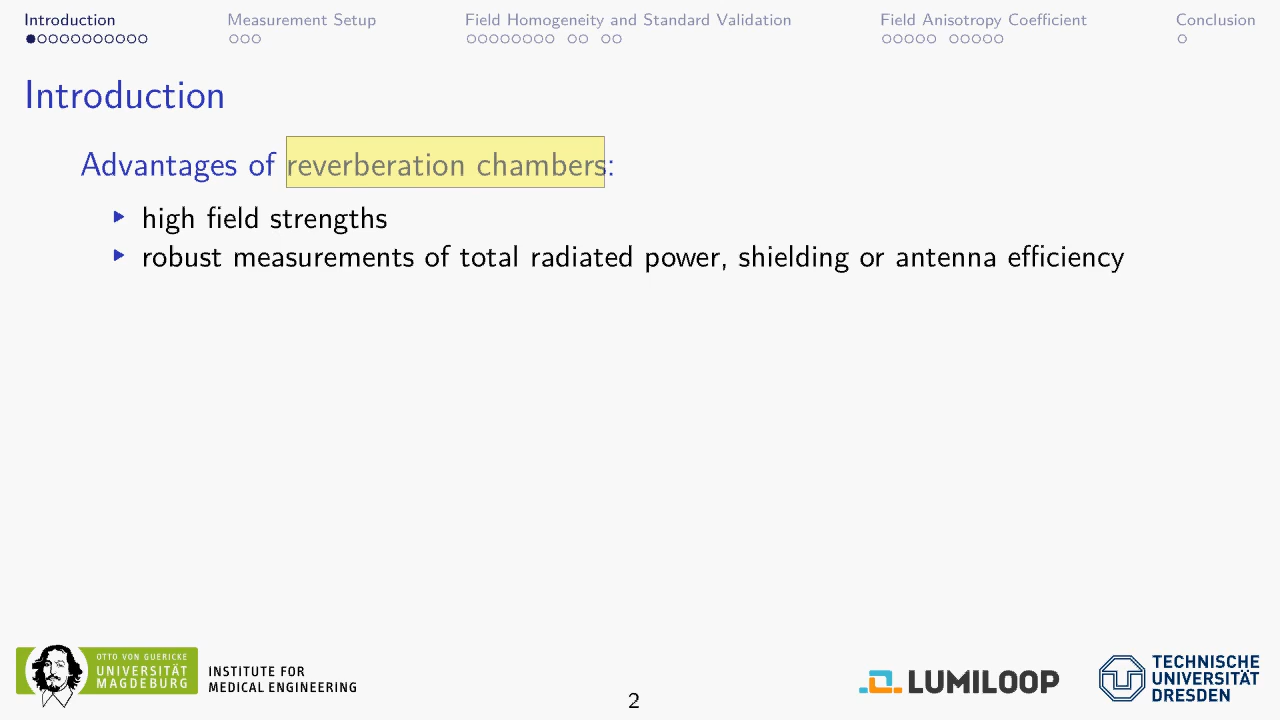 Introduction Measurement Setup Field Homogeneity and Standard Validation Field Anisotropy Coefficient Conclusion
Introduction
Advantages of reverberation chambers:
high field strengths
robust measurements of total radiated power, shielding or antenna efficiency
OTTO VON GUERICKE
UNIVERSITÄT
MAGDEBURG
INSTITUTE FOR
MEDICAL ENGINEERING
2
LUMILOOP
TECHNISCHE
UNIVERSITÄT
DRESDEN